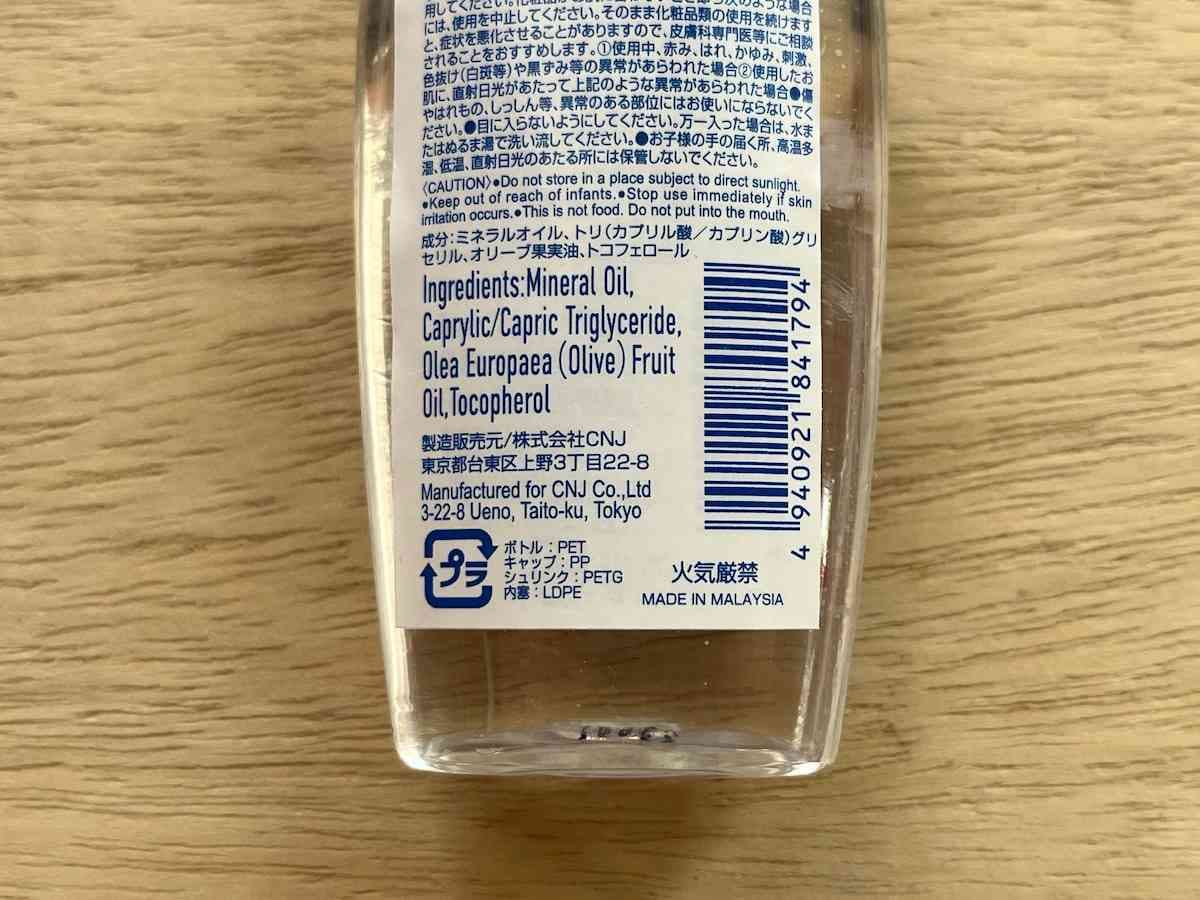 には、使用を中止してください。そのまま化粧品類の使用を続けます
と、症状を悪化させることがありますので、皮膚科専門医等にご相談
されることをおすすめします。①使用中、赤み、はれ、かゆみ、刺激、
色抜け(白斑等)や黒ずみ等の異常があらわれた場合②使用したお
肌に、直射日光があたって上記のような異常があらわれた場合●傷
やはれもの、しっしん等、異常のある部位にはお使いにならないでく
ださい。●目に入らないようにしてください。万一入った場合は、水ま
たはぬるま湯で洗い流してください。●お子様の手の届く所、高温多
湿、低温、直射日光のあたる所には保管しないでください。
〈CAUTION〉●Do not store in a place subject to direct sunlight.
●Keep out of reach of infants.●Stop use immediately if skin
irritation occurs.●This is not food. Do not put into the mouth.
成分:ミネラルオイル、トリ(カプリル酸/カプリン酸)グリ
セリル、オリーブ果実油、トコフェロール
Ingredients:Mineral Oil,
Caprylic/Capric Triglyceride,
Olea Europaea (Olive) Fruit
Oil,Tocopherol
4 940921 841794
製造販売元/株式会社CNJ
東京都台東区上野3丁目22-8
Manufactured for CNJ Co.,Ltd
3-22-8 Ueno, Taito-ku, Tokyo
プラ
ボトル:PET
キャップ:PP
シュリンク:PETG
内塞:LDPE
火気厳禁
MADE IN MALAYSIA